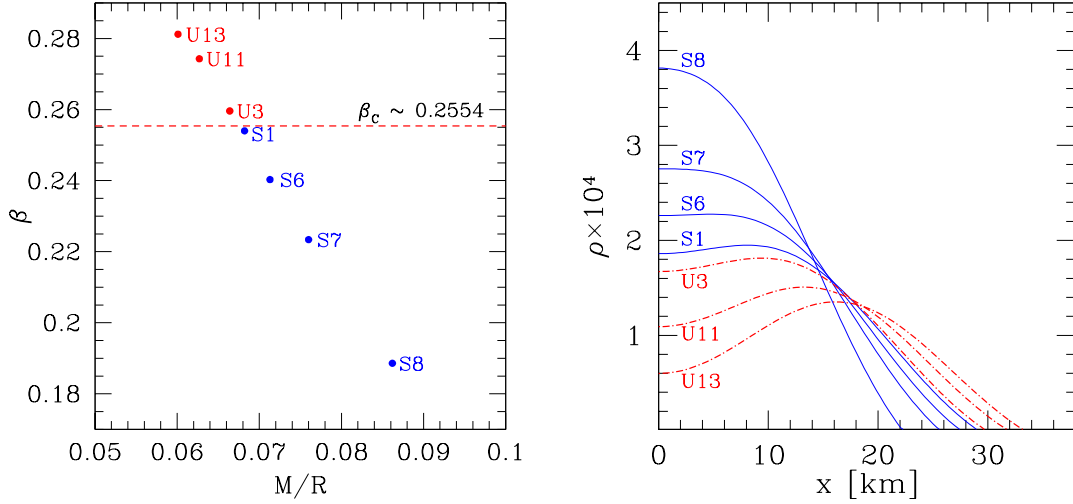 0.28
0.26
0.24
0.22
0.2
0.18
β
U13
U11
U3
β_c ~ 0.2554
S1
S6
S7
S8
0.05
0.06
0.07
0.08
0.09
0.1
M/R
4
3
2
1
ρ×10⁴
S8
S7
S6
S1
U3
U11
U13
0
10
20
30
x [km]